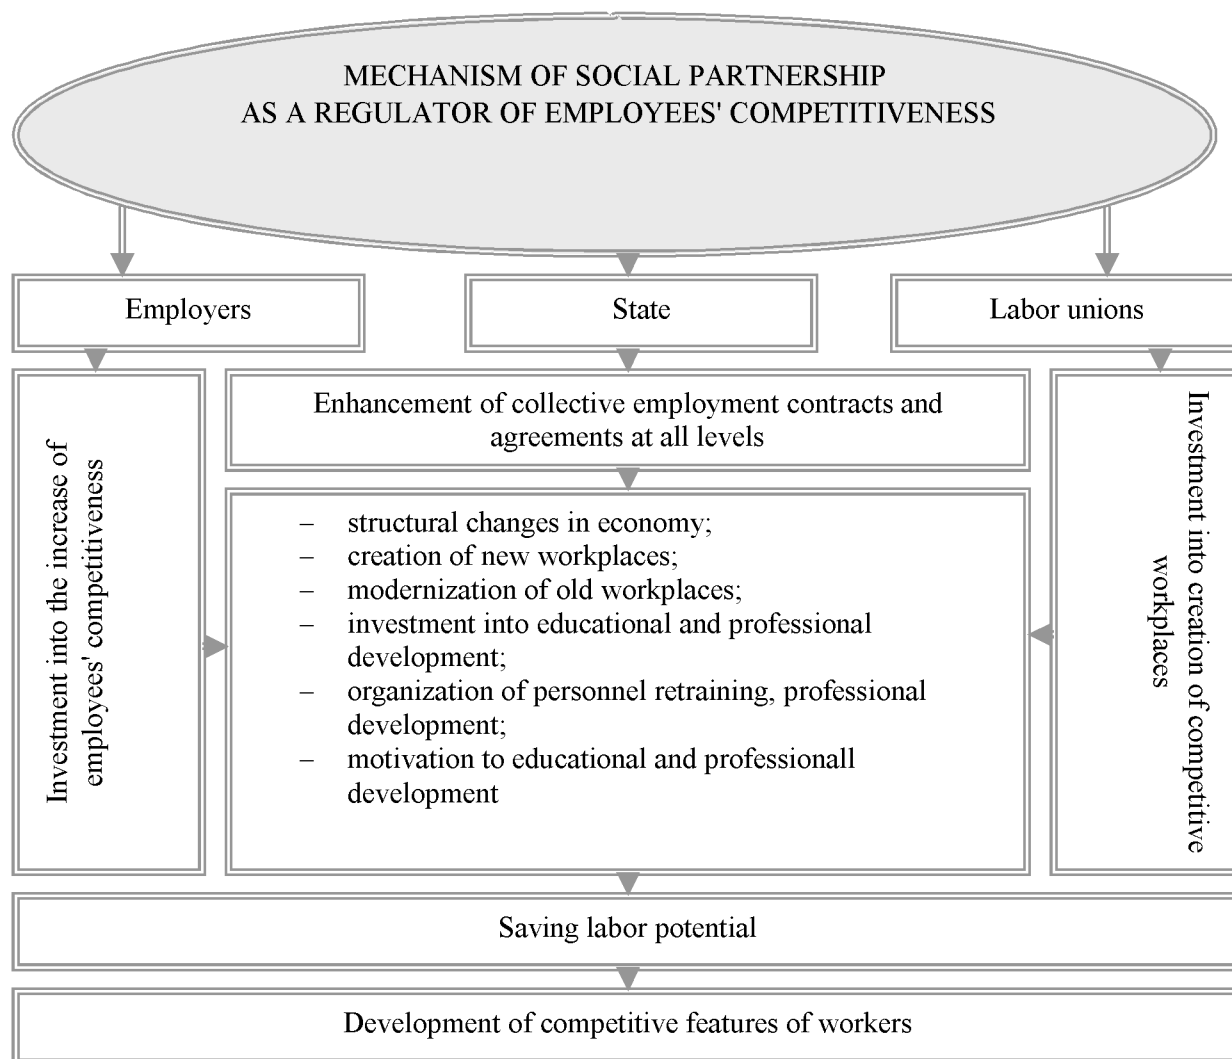 MECHANISM OF SOCIAL PARTNERSHIP
AS A REGULATOR OF EMPLOYEES' COMPETITIVENESS
Employers
State
Labor unions
Investment into the increase of
employees' competitiveness
Enhancement of collective employment contracts and
agreements at all levels
– structural changes in economy;
– creation of new workplaces;
– modernization of old workplaces;
– investment into educational and professional
development;
– organization of personnel retraining, professional
development;
– motivation to educational and professionall
development
Investment into creation of competitive
workplaces
Saving labor potential
Development of competitive features of workers